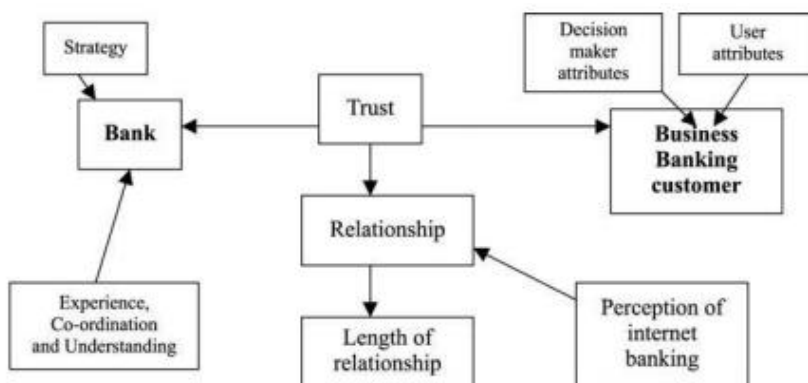 Strategy
Bank
Trust
Decision
maker
attributes
User
attributes
Business
Banking
customer
Relationship
Experience,
Co-ordination
and Understanding
Length of
relationship
Perception of
internet
banking